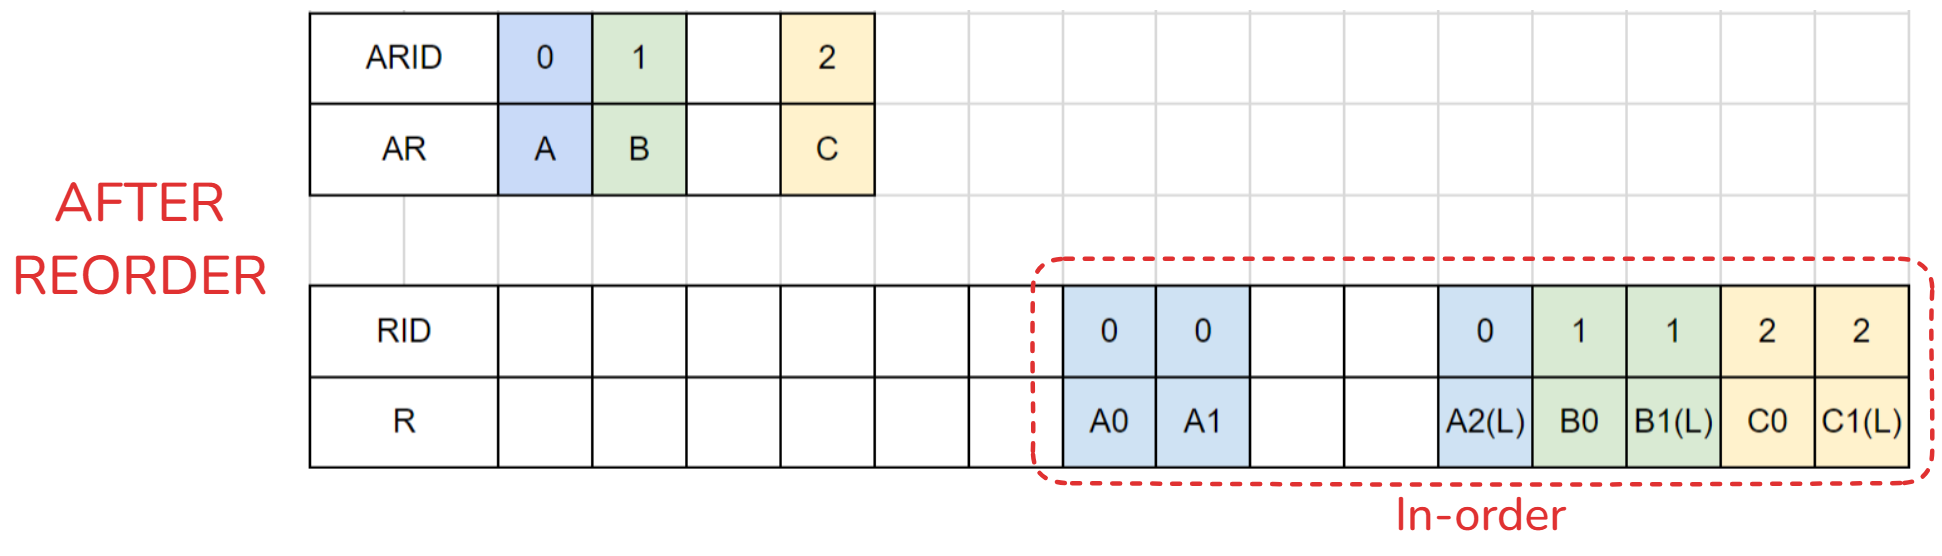 ARID 0 1 2
AR A B C
AFTER
REORDER
RID 0 0 0 1 1 2 2
R A0 A1 A2(L) B0 B1(L) C0 C1(L)
In-order